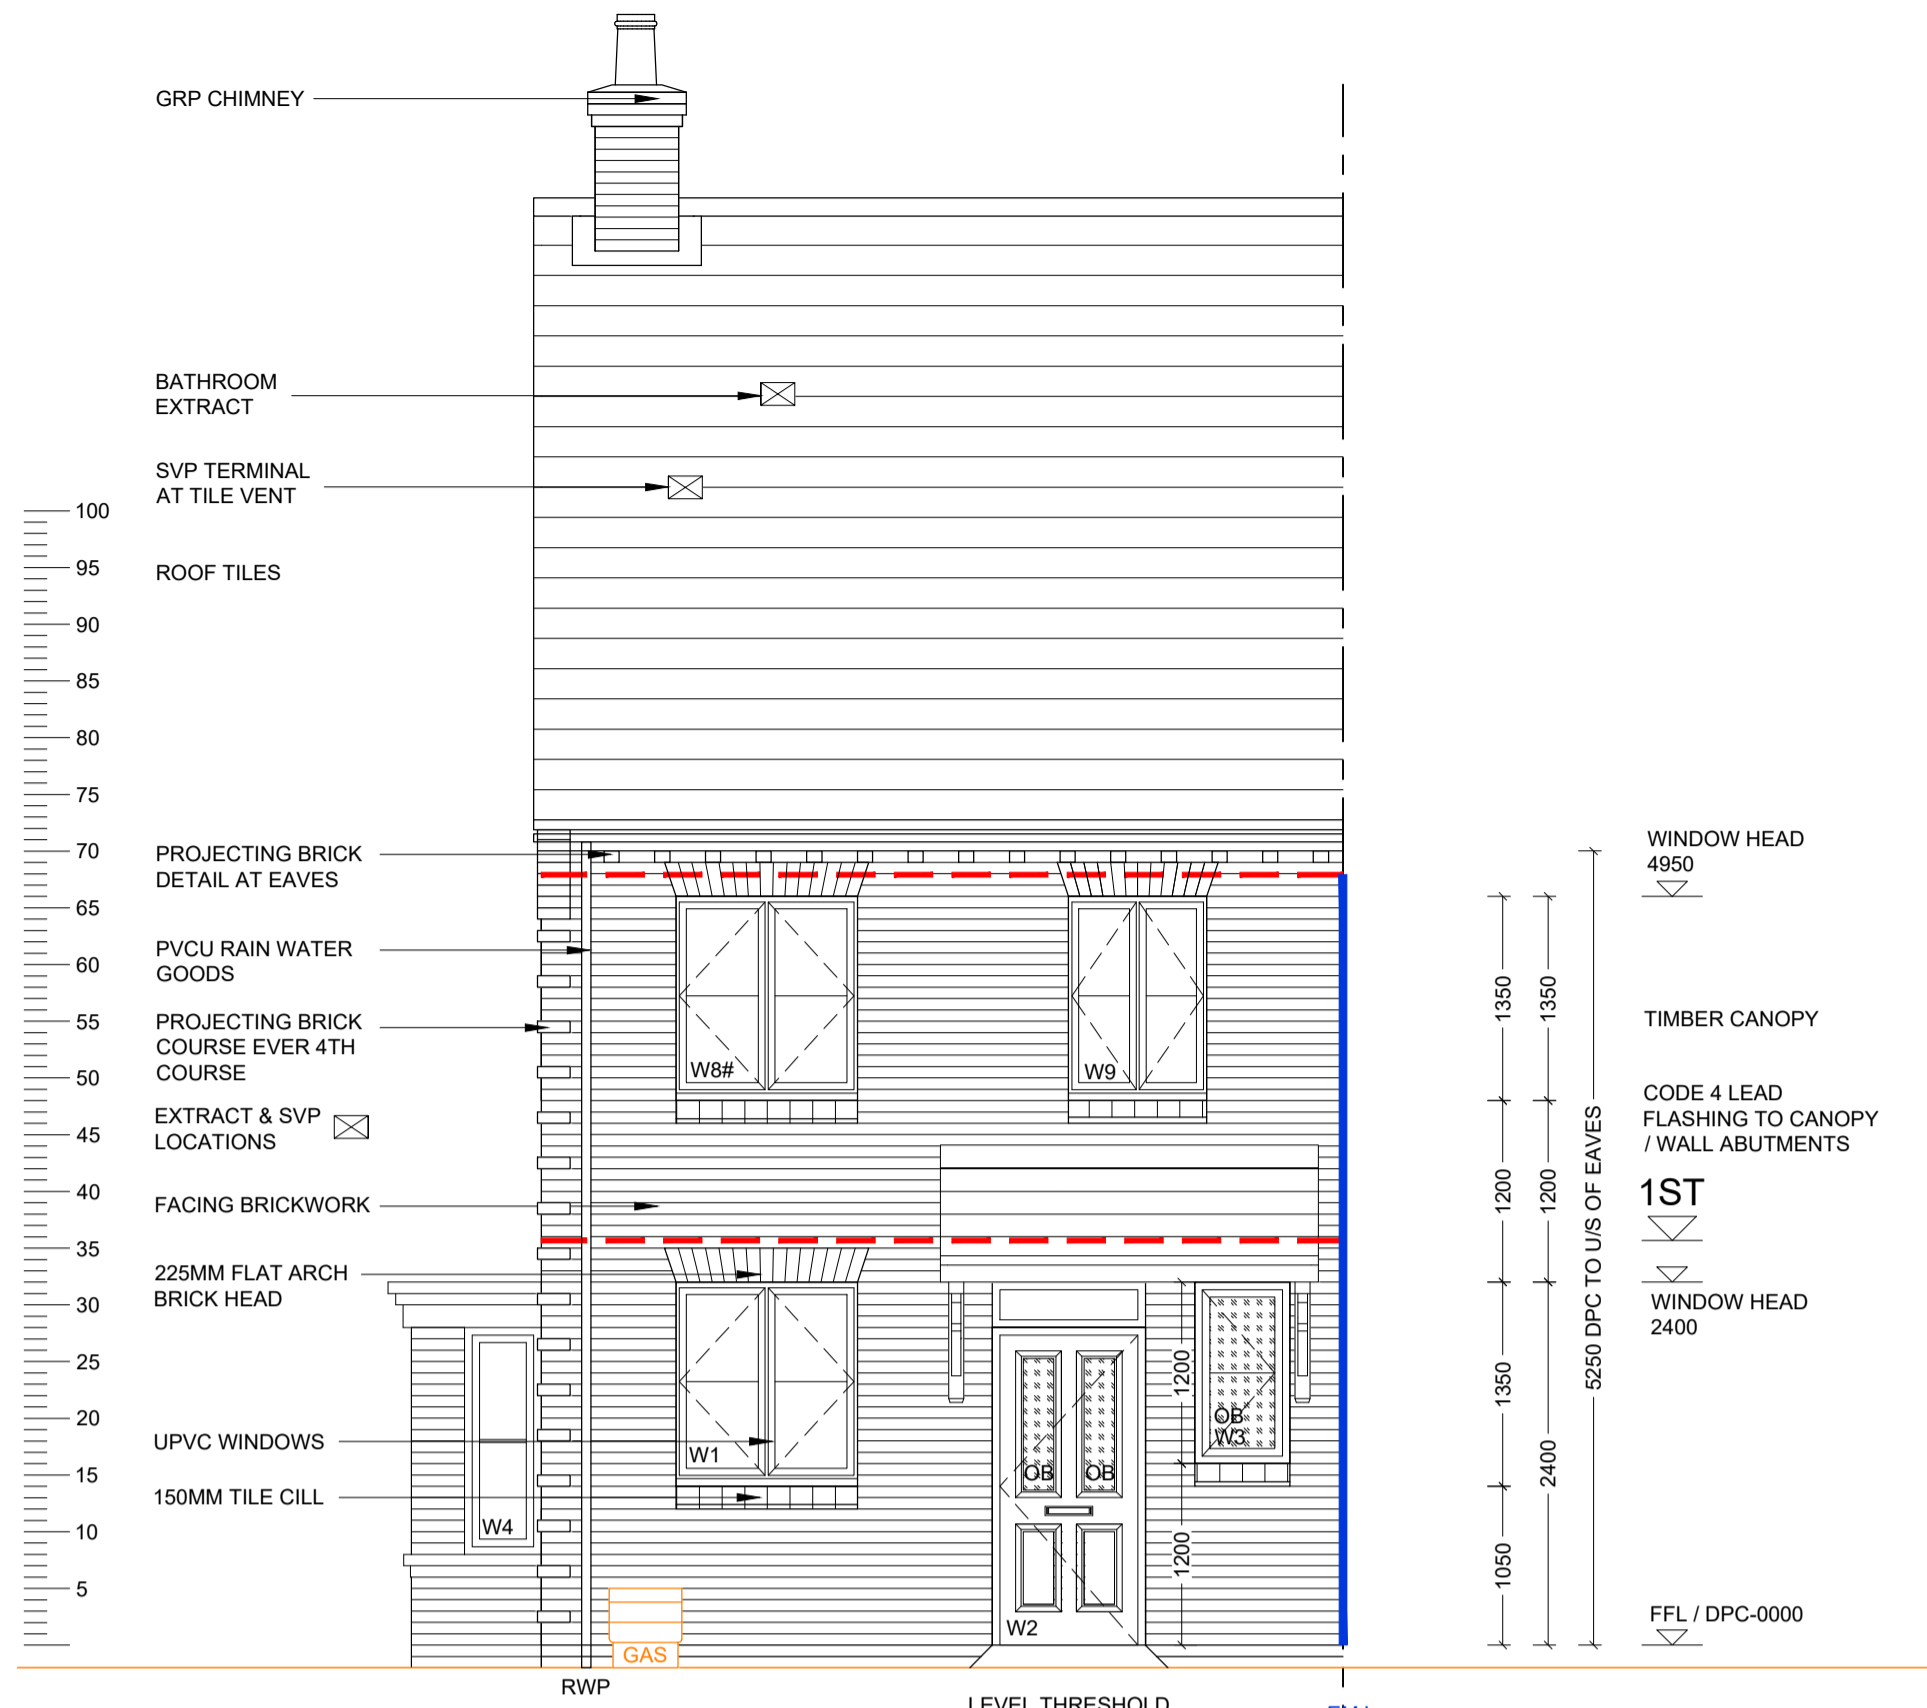 GRP CHIMNEY
BATHROOM
EXTRACT
SVP TERMINAL
AT TILE VENT
ROOF TILES
PROJECTING BRICK
DETAIL AT EAVES
PVCU RAIN WATER
GOODS
PROJECTING BRICK
COURSE EVER 4TH
COURSE
EXTRACT & SVP
LOCATIONS
FACING BRICKWORK
225MM FLAT ARCH
BRICK HEAD
UPVC WINDOWS
150MM TILE CILL
100
95
90
85
80
75
70
65
60
55
50
45
40
35
30
25
20
15
10
5
W8#
W9
W1
W4
OB
OB
W2
OB
W3
1200
1200
GAS
RWP
LEVEL THRESHOLD
1350
1200
1350
1050
1350
1200
2400
5250 DPC TO U/S OF EAVES
WINDOW HEAD
4950
TIMBER CANOPY
CODE 4 LEAD
FLASHING TO CANOPY
/ WALL ABUTMENTS
1ST
WINDOW HEAD
2400
FFL / DPC-0000